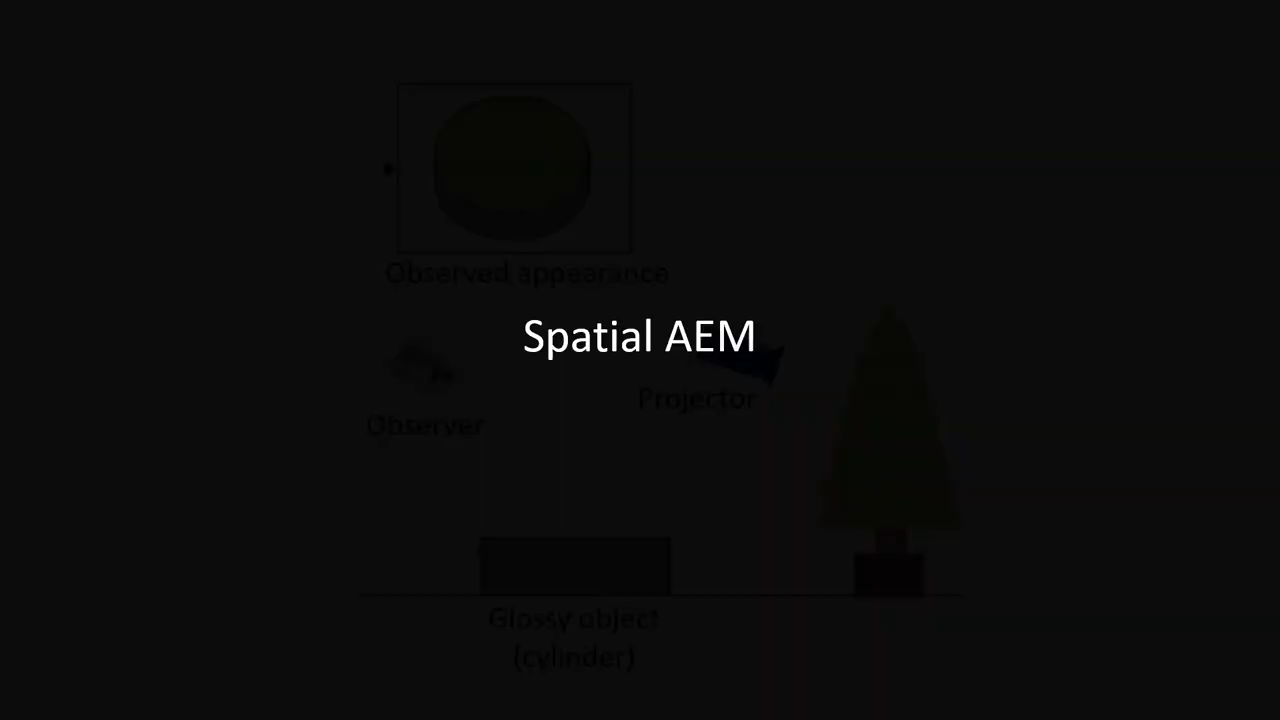 Observed appearance
Spatial AEM
Projector
Observer
Glossy object
(cylinder)